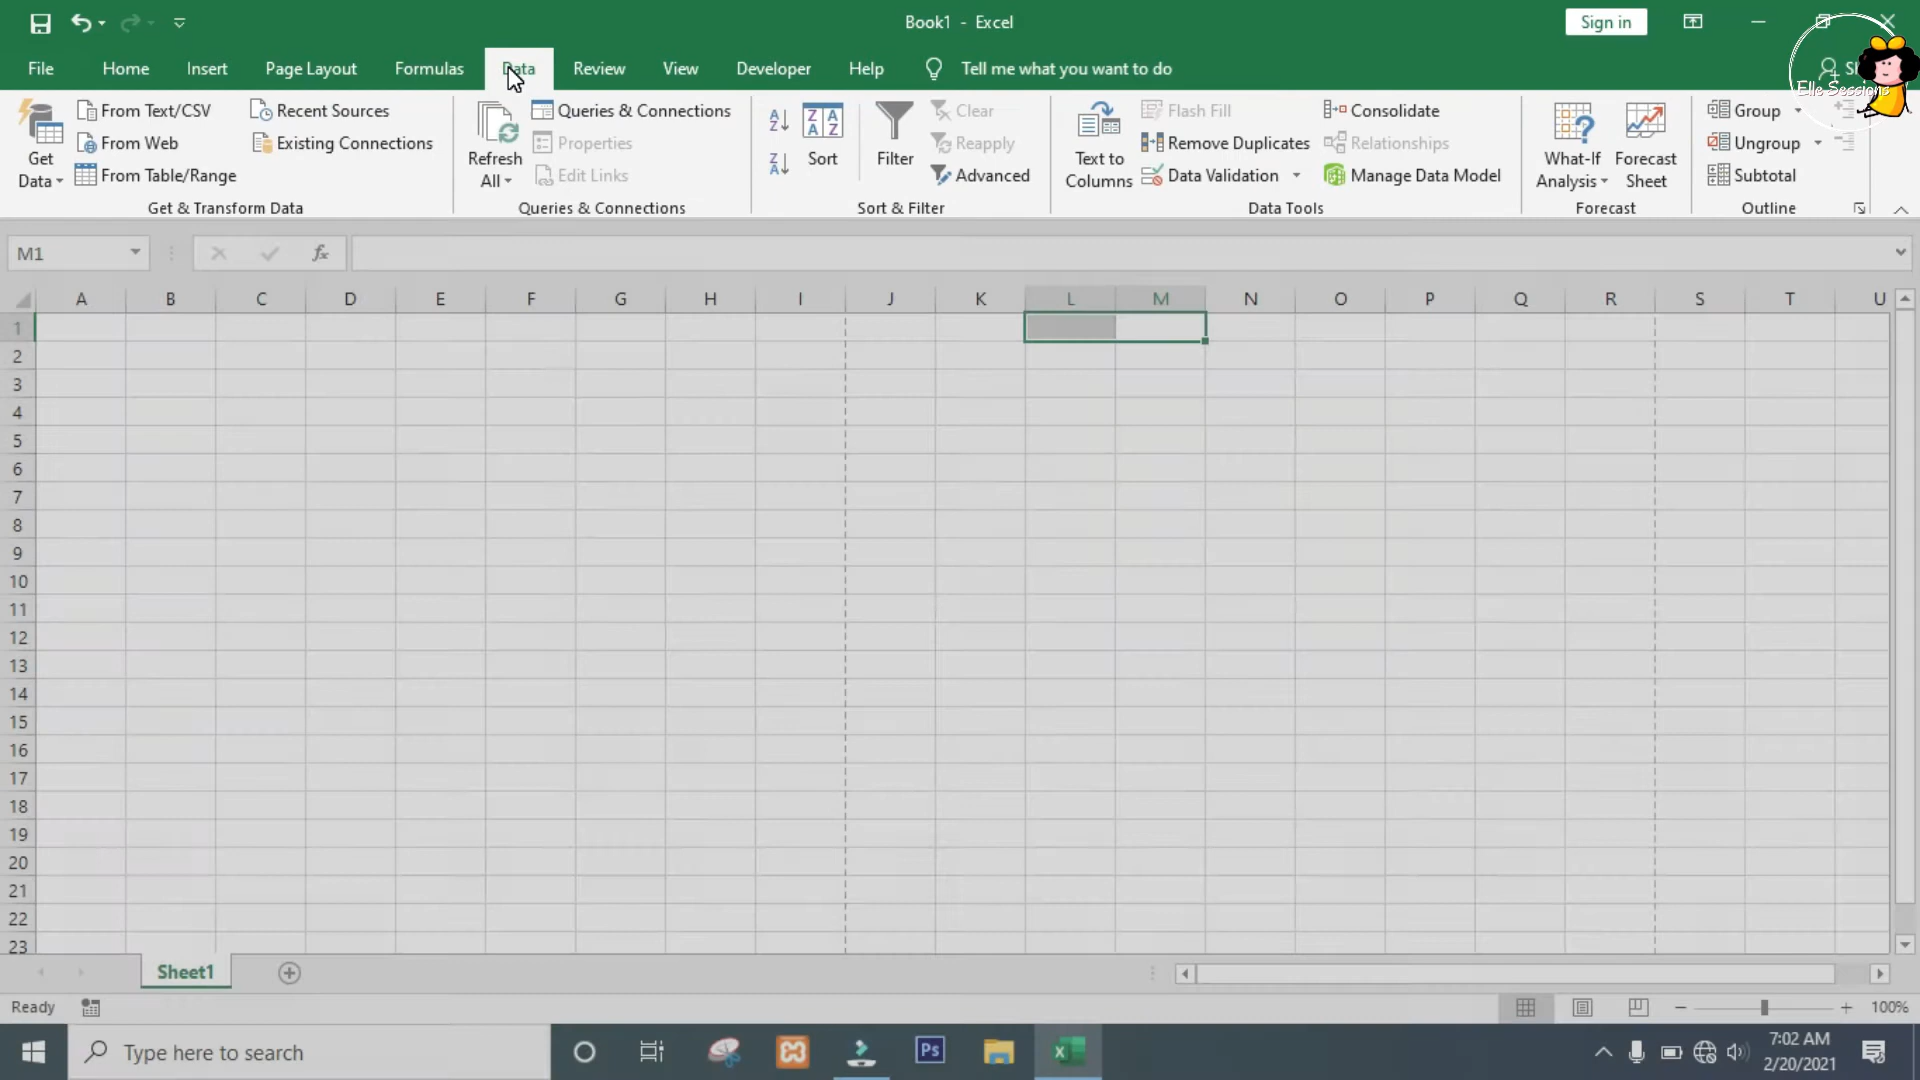 Book1 - Excel
Sign in
File Home Insert Page Layout Formulas Data Review View Developer Help Tell me what you want to do
Elle Sessions
From Text/CSV Recent Sources Queries & Connections Clear Flash Fill Consolidate Group
From Web Existing Connections Properties Reapply Remove Duplicates Relationships Ungroup
Get Data From Table/Range Refresh All Edit Links Sort Filter Advanced Text to Columns Data Validation Manage Data Model What-If Analysis Forecast Sheet Subtotal
Get & Transform Data Queries & Connections Sort & Filter Data Tools Forecast Outline
M1 fx
A B C D E F G H I J K L M N O P Q R S T U
1
2
3
4
5
6
7
8
9
10
11
12
13
14
15
16
17
18
19
20
21
22
23
Sheet1
Ready 100%
Type here to search Ps 7:02 AM
2/20/2021